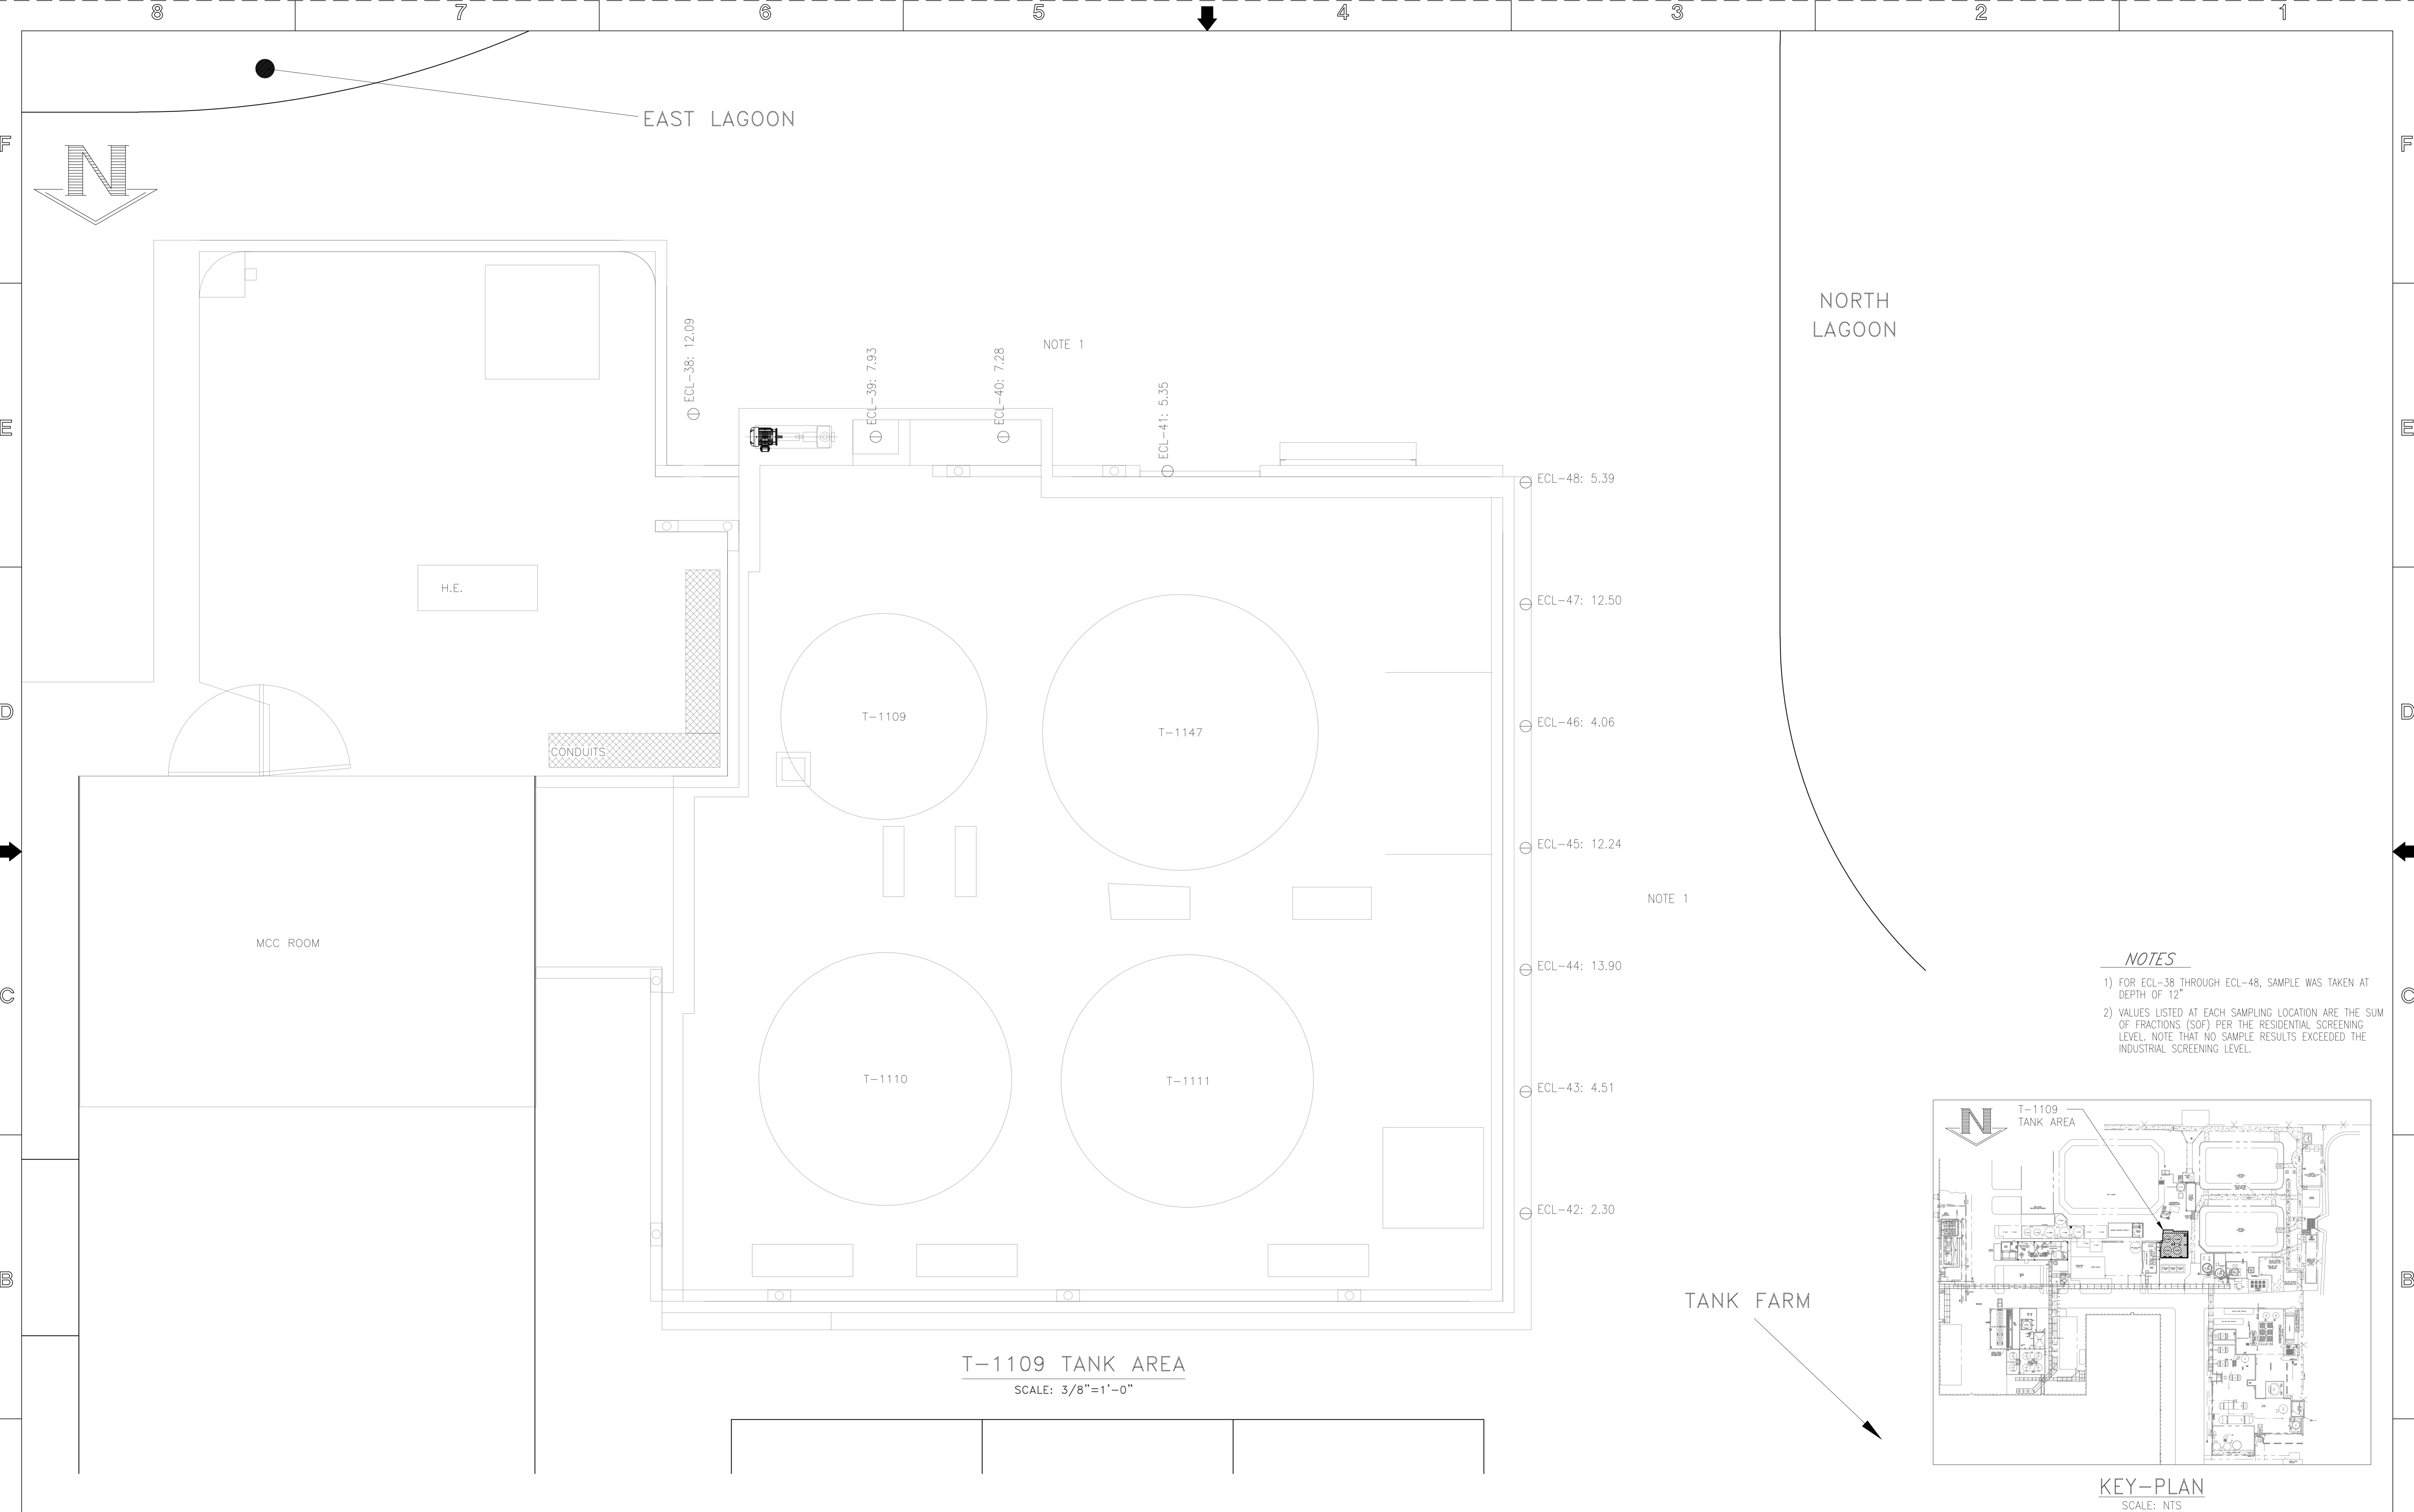 8 7 6 5 4 3 2 1
EAST LAGOON
F F
N
NORTH
LAGOON
ECL-38: 12.09
ECL-39: 7.93
ECL-40: 7.28
NOTE 1
ECL-41: 5.35
E E
ECL-48: 5.39
H.E.
ECL-47: 12.50
D D
T-1109
T-1147
ECL-46: 4.06
CONDUITS
ECL-45: 12.24
NOTE 1
MCC ROOM
ECL-44: 13.90
NOTES
1) FOR ECL-38 THROUGH ECL-48, SAMPLE WAS TAKEN AT
DEPTH OF 12"
2) VALUES LISTED AT EACH SAMPLING LOCATION ARE THE SUM
OF FRACTIONS (SOF) PER THE RESIDENTIAL SCREENING
LEVEL. NOTE THAT NO SAMPLE RESULTS EXCEEDED THE
INDUSTRIAL SCREENING LEVEL.
C C
T-1110
T-1111
ECL-43: 4.51
N
T-1109
TANK AREA
ECL-42: 2.30
B B
TANK FARM
T-1109 TANK AREA
SCALE: 3/8"=1'-0"
KEY-PLAN
SCALE: NTS